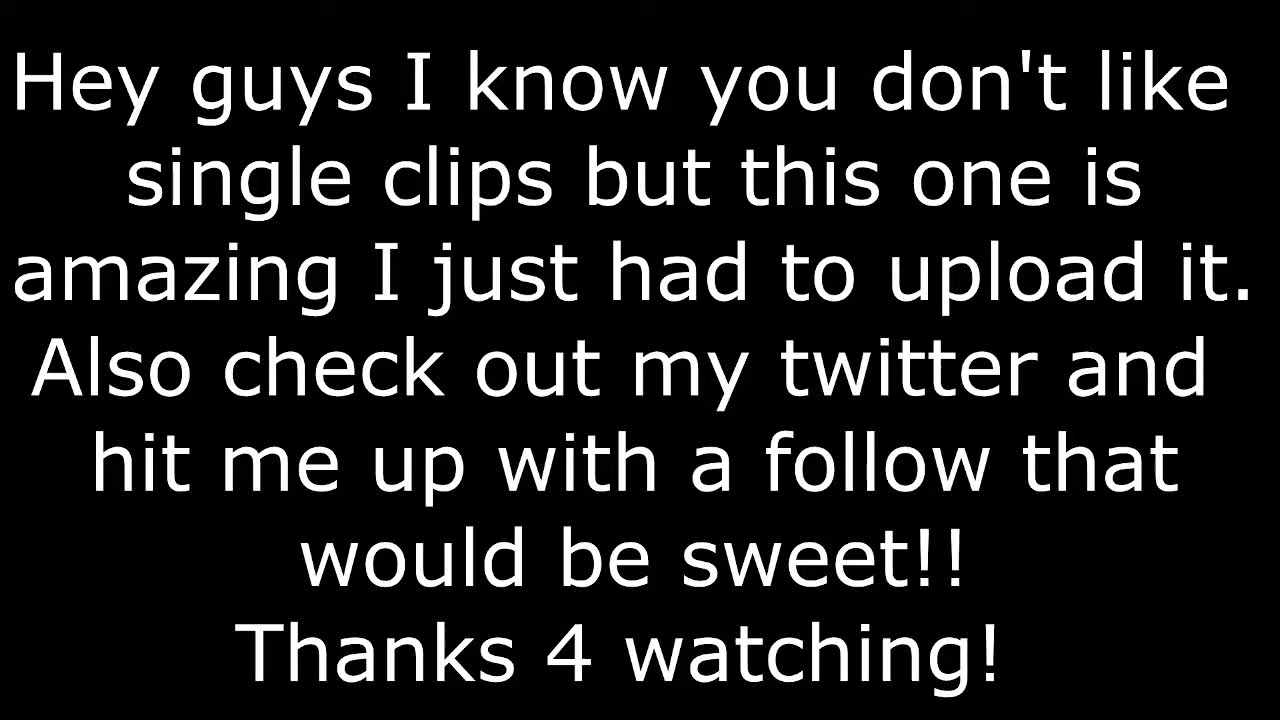 Hey guys I know you don't like
single clips but this one is
amazing I just had to upload it.
Also check out my twitter and
hit me up with a follow that
would be sweet!!
Thanks 4 watching!